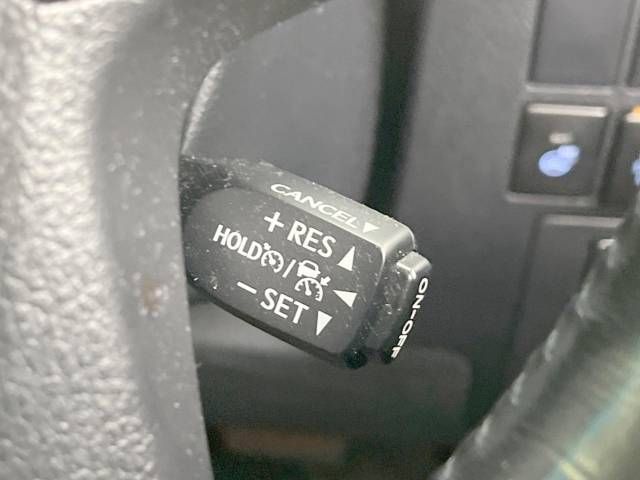 CANCEL▼
+ RES ▲
HOLD /
- SET ▼
ON-OFF